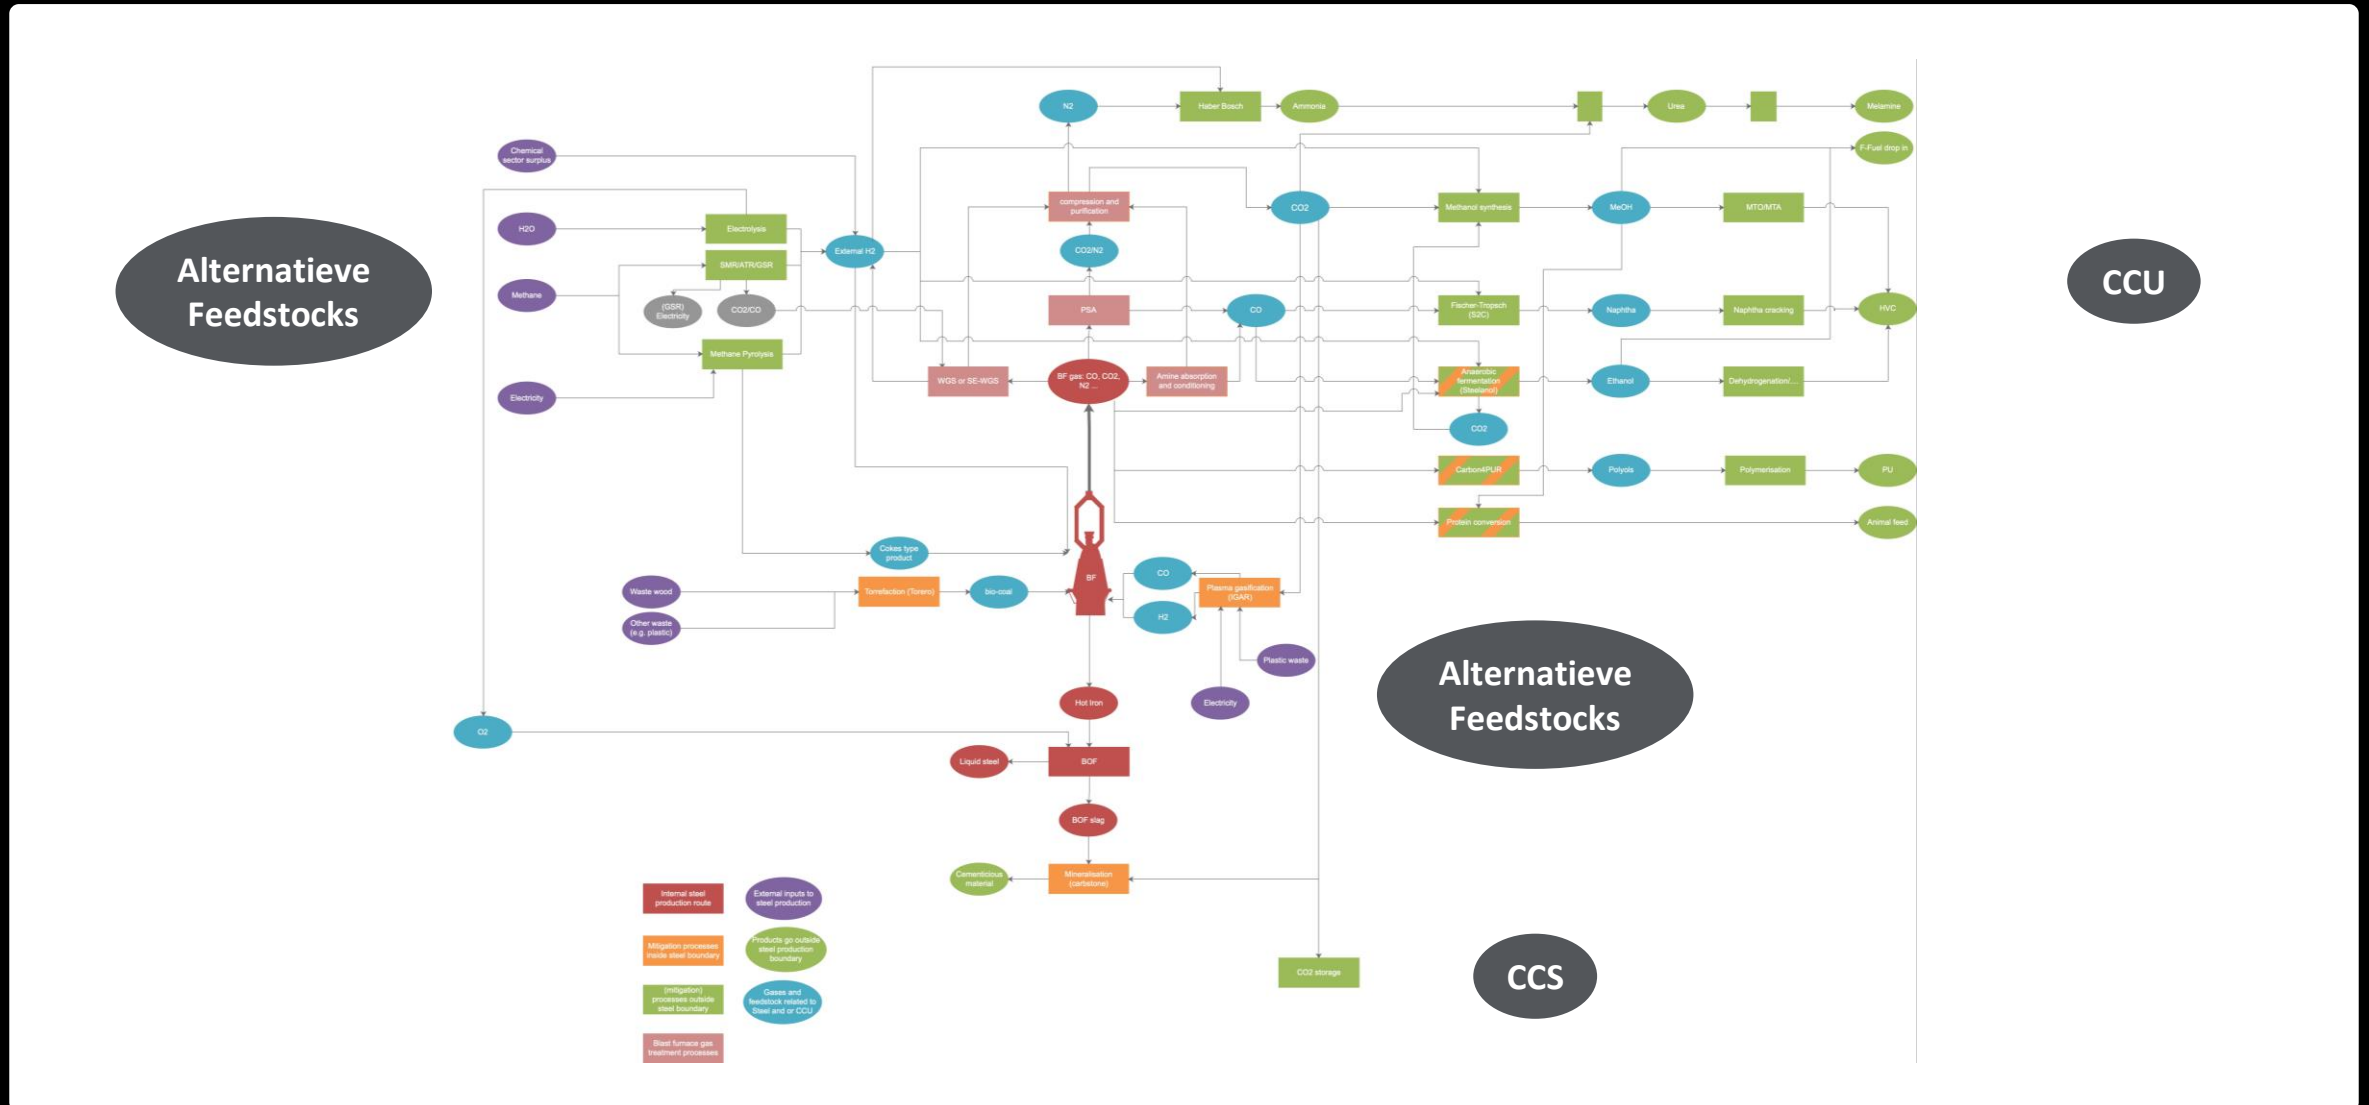 N2
Haber Bosch
Ammonia
Urea
Melamine
Chemical
sector surplus
F-Fuel drop in
compression and
purification
CO2
Methanol synthesis
MeOH
MTO/MTA
H2O
Electrolysis
Alternatieve
Feedstocks
External H2
CO2/N2
SMR/ATR/GSR
CCU
Methane
(GSR)
Electricity
CO2/CO
PSA
CO
Fischer-Tropsch
(S2C)
Naphtha
Naphtha cracking
HVC
Methane Pyrolysis
WGS or SE-WGS
BF gas: CO, CO2,
N2 ...
Amine absorption
and conditioning
Anaerobic
fermentation
(Steelanol)
Ethanol
Dehydrogenation/...
Electricity
CO2
Carbon4PUR
Polyols
Polymerisation
PU
Protein conversion
Animal feed
Cokes type
product
BF
CO
H2
Plasma gasification
(IGAR)
Waste wood
Other waste
(e.g. plastic)
Torrefaction (Torero)
bio-coal
Plastic waste
Electricity
Alternatieve
Feedstocks
Hot Iron
O2
Liquid steel
BOF
BOF slag
Cementicious
material
Mineralisation
(carbstone)
CO2 storage
CCS
Internal steel
production route
External inputs to
steel production
Mitigation processes
inside steel boundary
Products go outside
steel production
boundary
(mitigation)
processes outside
steel boundary
Gases and
feedstock related to
Steel and or CCU
Blast furnace gas
treatment processes